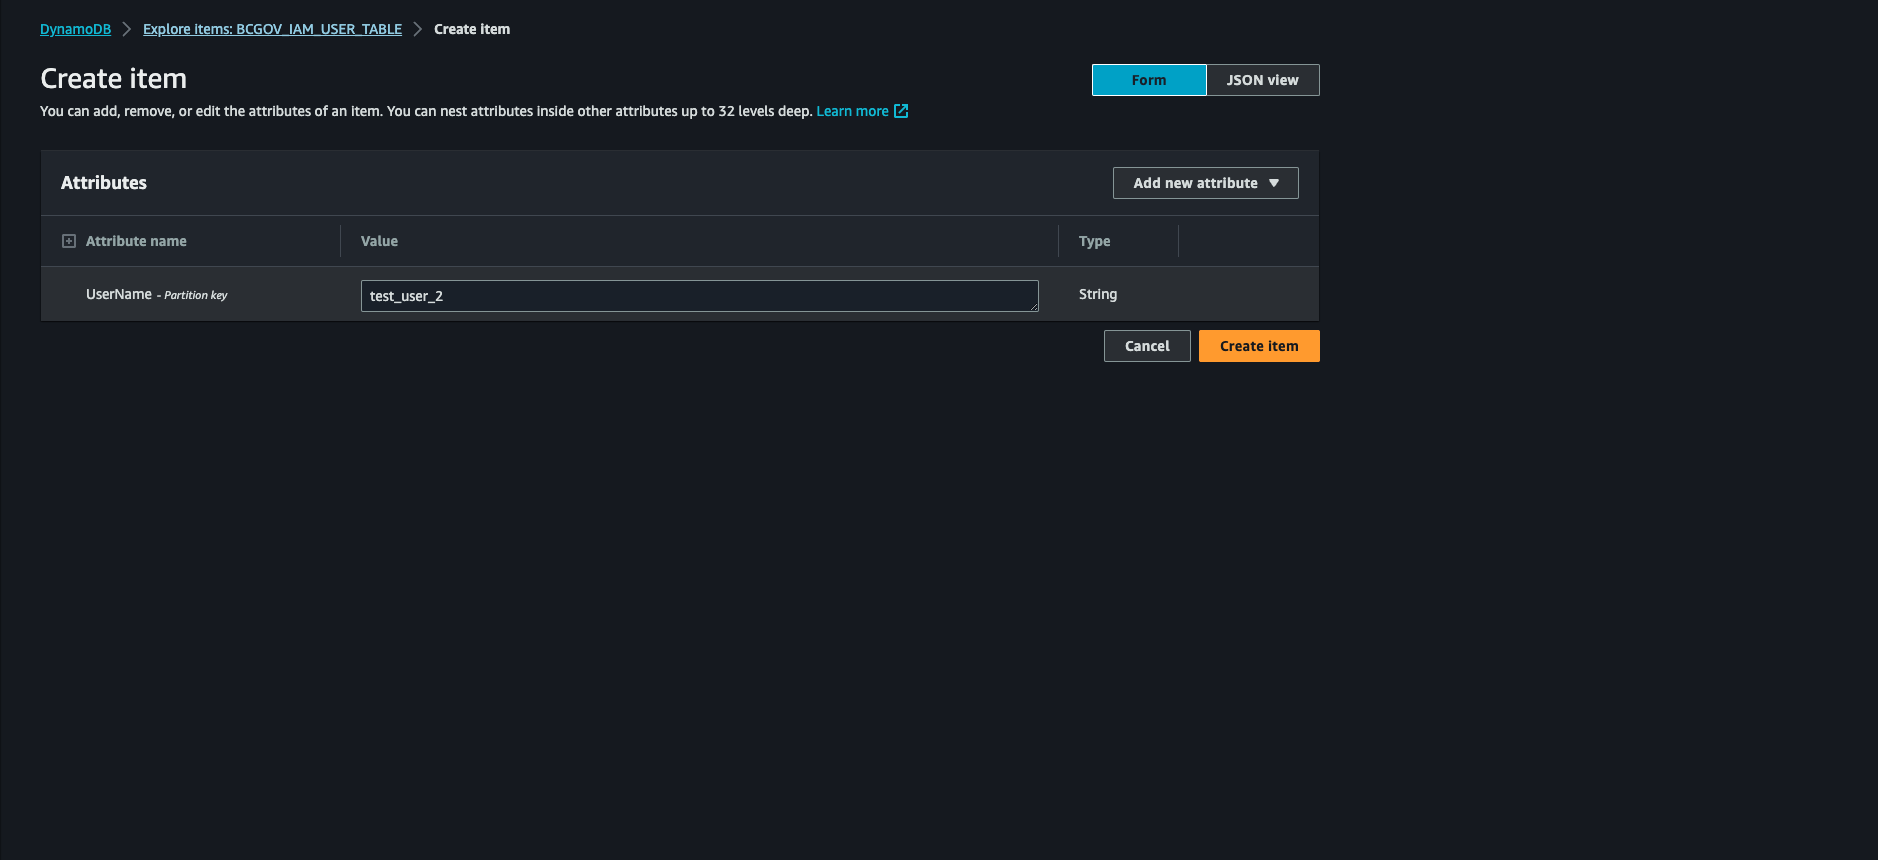 DynamoDB > Explore items: BCGOV_IAM_USER_TABLE > Create item
Create item
Form JSON view
You can add, remove, or edit the attributes of an item. You can nest attributes inside other attributes up to 32 levels deep. Learn more
Attributes
Add new attribute
Attribute name Value Type
UserName - Partition key test_user_2 String
Cancel Create item